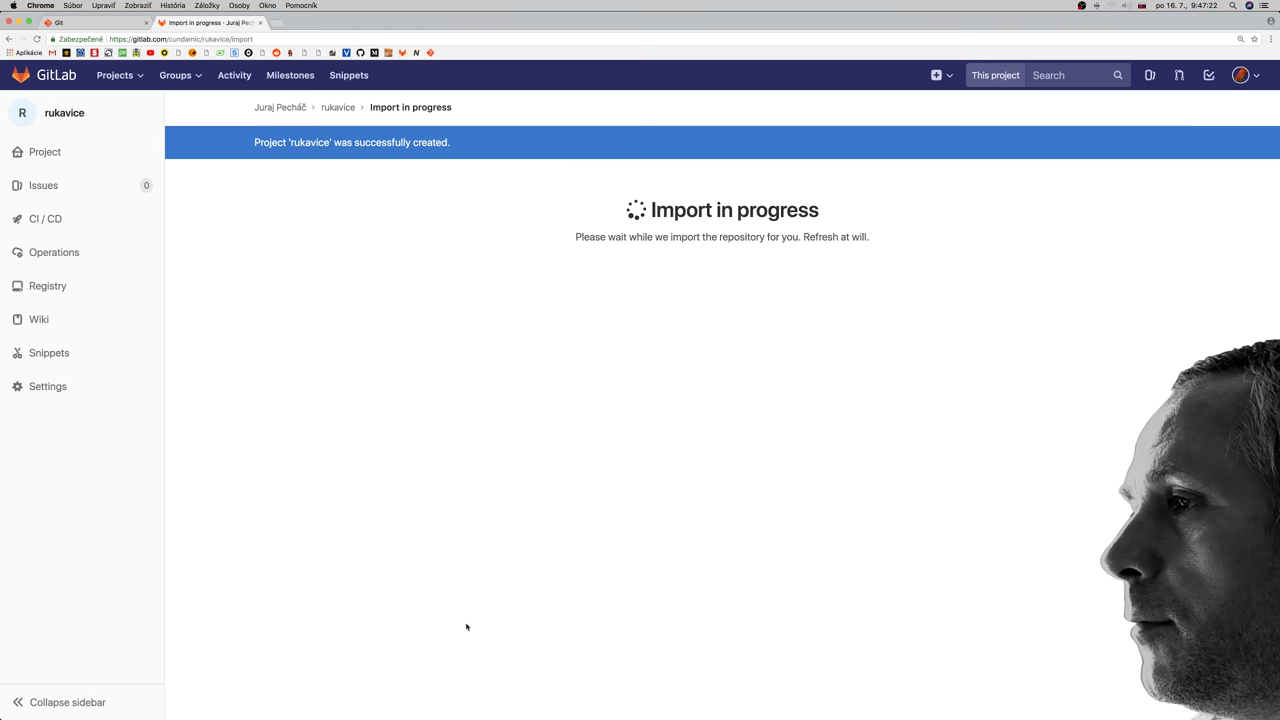 Chrome Súbor Upraviť Zobraziť História Záložky Osoby Okno Pomocník po 16. 7., 9:47:22
Git × Import in progress · Juraj Pech ×
Zabezpečené https://gitlab.com/cundamic/rukavice/import
Aplikácie
GitLab Projects Groups Activity Milestones Snippets This project Search
R rukavice
Juraj Pecháč › rukavice › Import in progress
Project 'rukavice' was successfully created.
Project
Issues 0
CI / CD
Operations
Registry
Wiki
Snippets
Settings
Import in progress
Please wait while we import the repository for you. Refresh at will.
Collapse sidebar